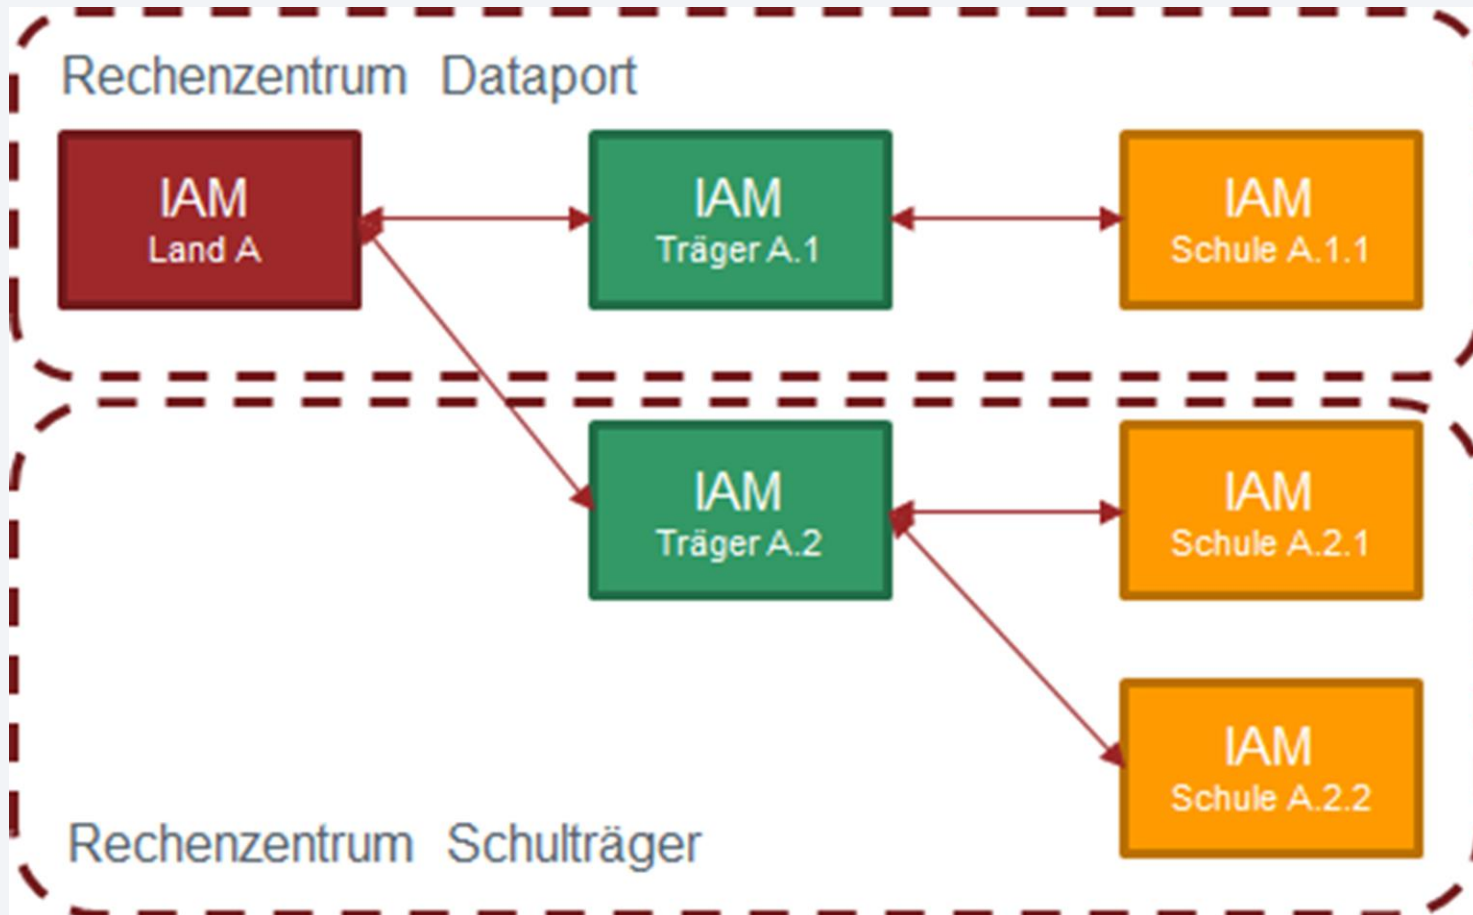 Rechenzentrum Dataport
IAM
Land A
IAM
Träger A.1
IAM
Schule A.1.1
IAM
Träger A.2
IAM
Schule A.2.1
IAM
Schule A.2.2
Rechenzentrum Schulträger